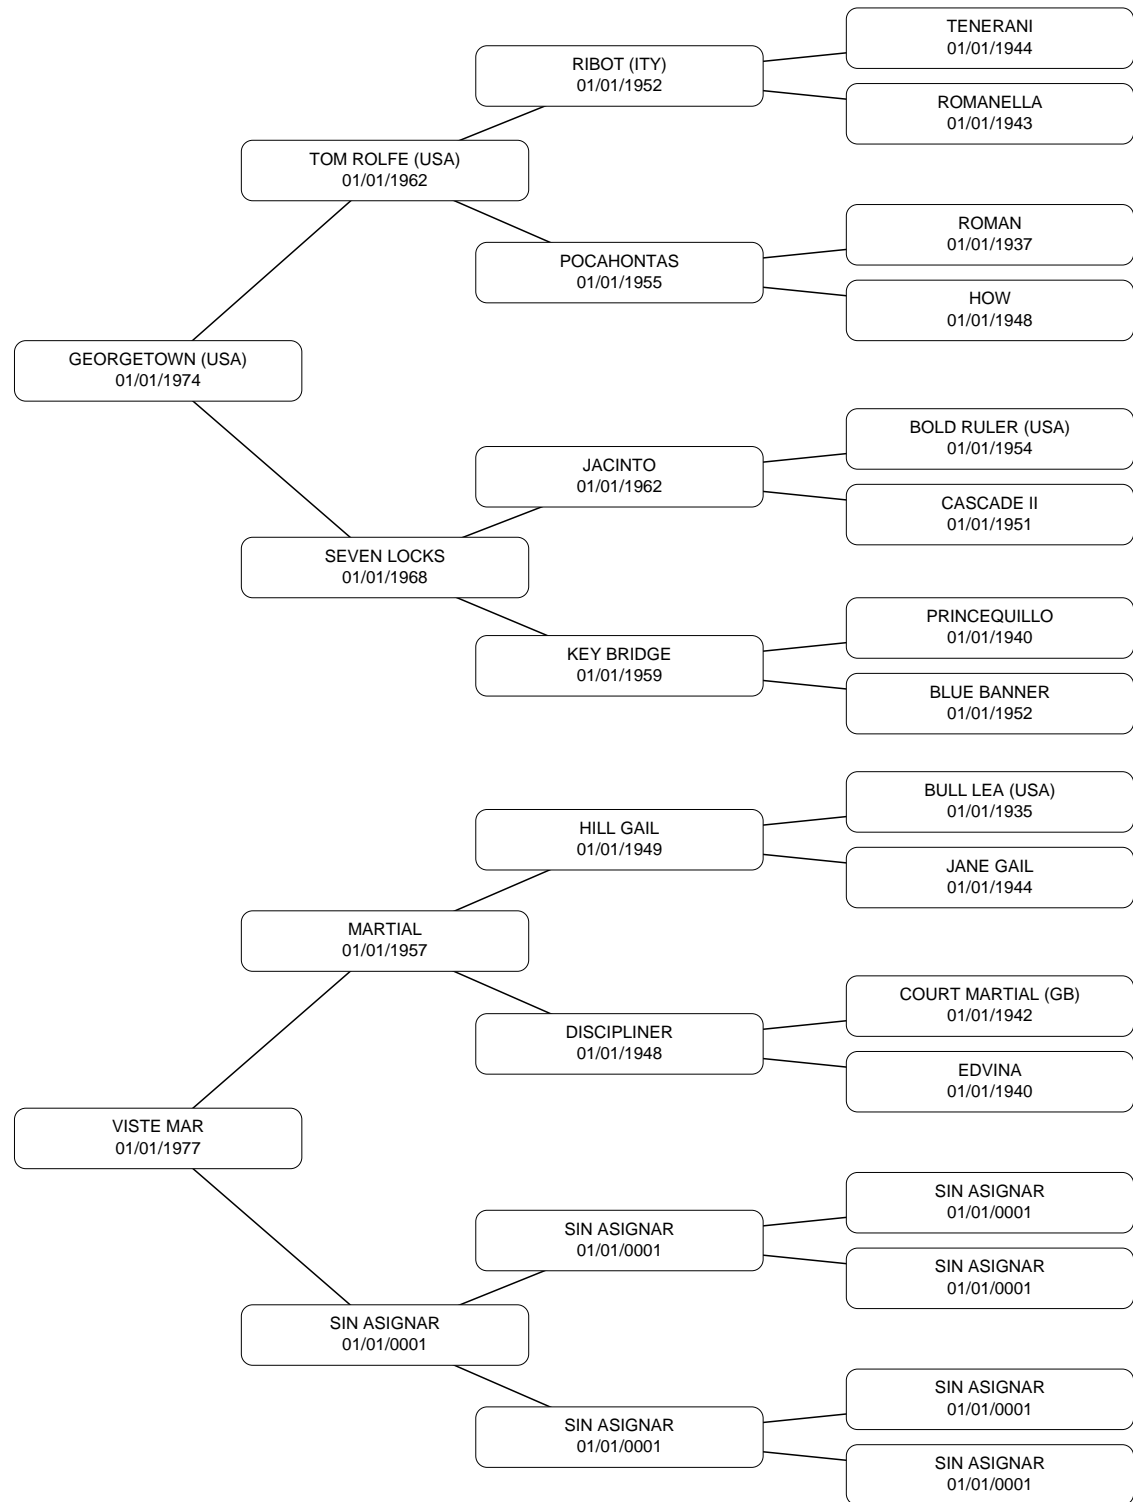 TENERANI
01/01/1944
RIBOT (ITY)
01/01/1952
ROMANELLA
01/01/1943
TOM ROLFE (USA)
01/01/1962
ROMAN
01/01/1937
POCAHONTAS
01/01/1955
HOW
01/01/1948
GEORGETOWN (USA)
01/01/1974
BOLD RULER (USA)
01/01/1954
JACINTO
01/01/1962
CASCADE II
01/01/1951
SEVEN LOCKS
01/01/1968
PRINCEQUILLO
01/01/1940
KEY BRIDGE
01/01/1959
BLUE BANNER
01/01/1952
BULL LEA (USA)
01/01/1935
HILL GAIL
01/01/1949
JANE GAIL
01/01/1944
MARTIAL
01/01/1957
COURT MARTIAL (GB)
01/01/1942
DISCIPLINER
01/01/1948
EDVINA
01/01/1940
VISTE MAR
01/01/1977
SIN ASIGNAR
01/01/0001
SIN ASIGNAR
01/01/0001
SIN ASIGNAR
01/01/0001
SIN ASIGNAR
01/01/0001
SIN ASIGNAR
01/01/0001
SIN ASIGNAR
01/01/0001
SIN ASIGNAR
01/01/0001